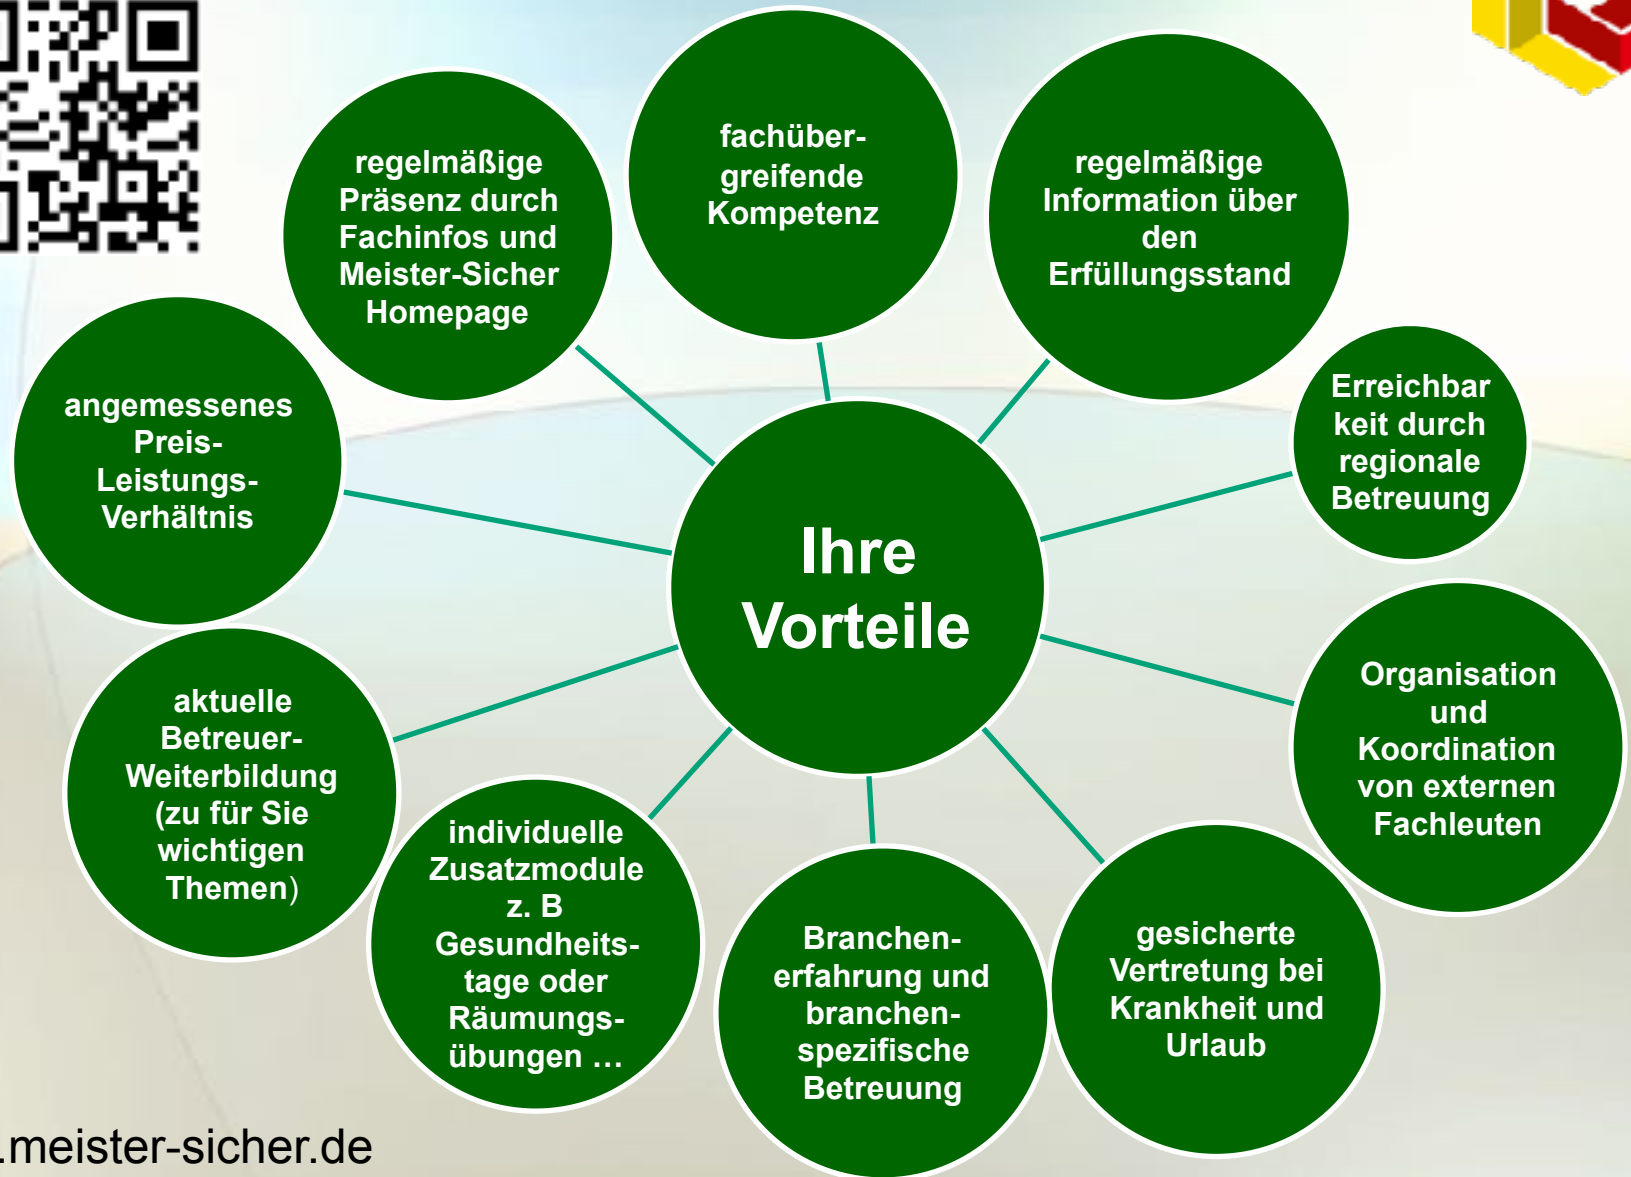 fachüber-
greifende
Kompetenz
regelmäßige
Information über
den
Erfüllungsstand
Erreichbar
keit durch
regionale
Betreuung
Organisation
und
Koordination
von externen
Fachleuten
gesicherte
Vertretung bei
Krankheit und
Urlaub
Branchen-
erfahrung und
branchen-
spezifische
Betreuung
individuelle
Zusatzmodule
z. B
Gesundheits-
tage oder
Räumungs-
übungen …
aktuelle
Betreuer-
Weiterbildung
(zu für Sie
wichtigen
Themen)
angemessenes
Preis-
Leistungs-
Verhältnis
regelmäßige
Präsenz durch
Fachinfos und
Meister-Sicher
Homepage
Ihre
Vorteile
.meister-sicher.de